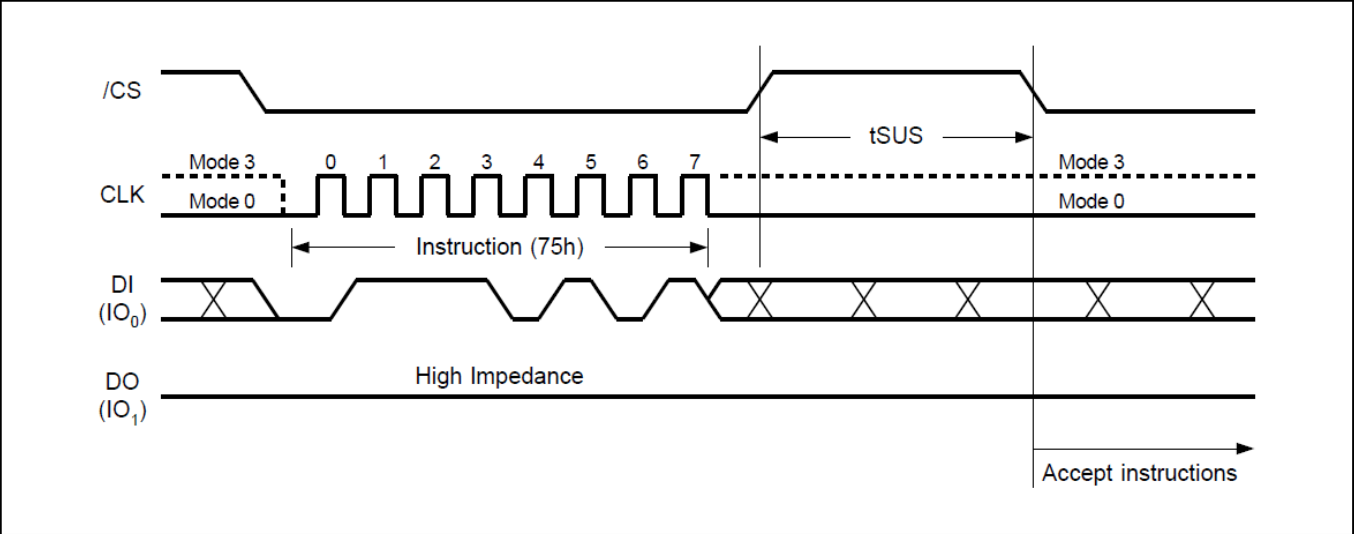 /CS
tSUS
Mode 3 0 1 2 3 4 5 6 7 Mode 3
CLK
Mode 0 Mode 0
Instruction (75h)
DI
(IO0)
High Impedance
DO
(IO1)
Accept instructions